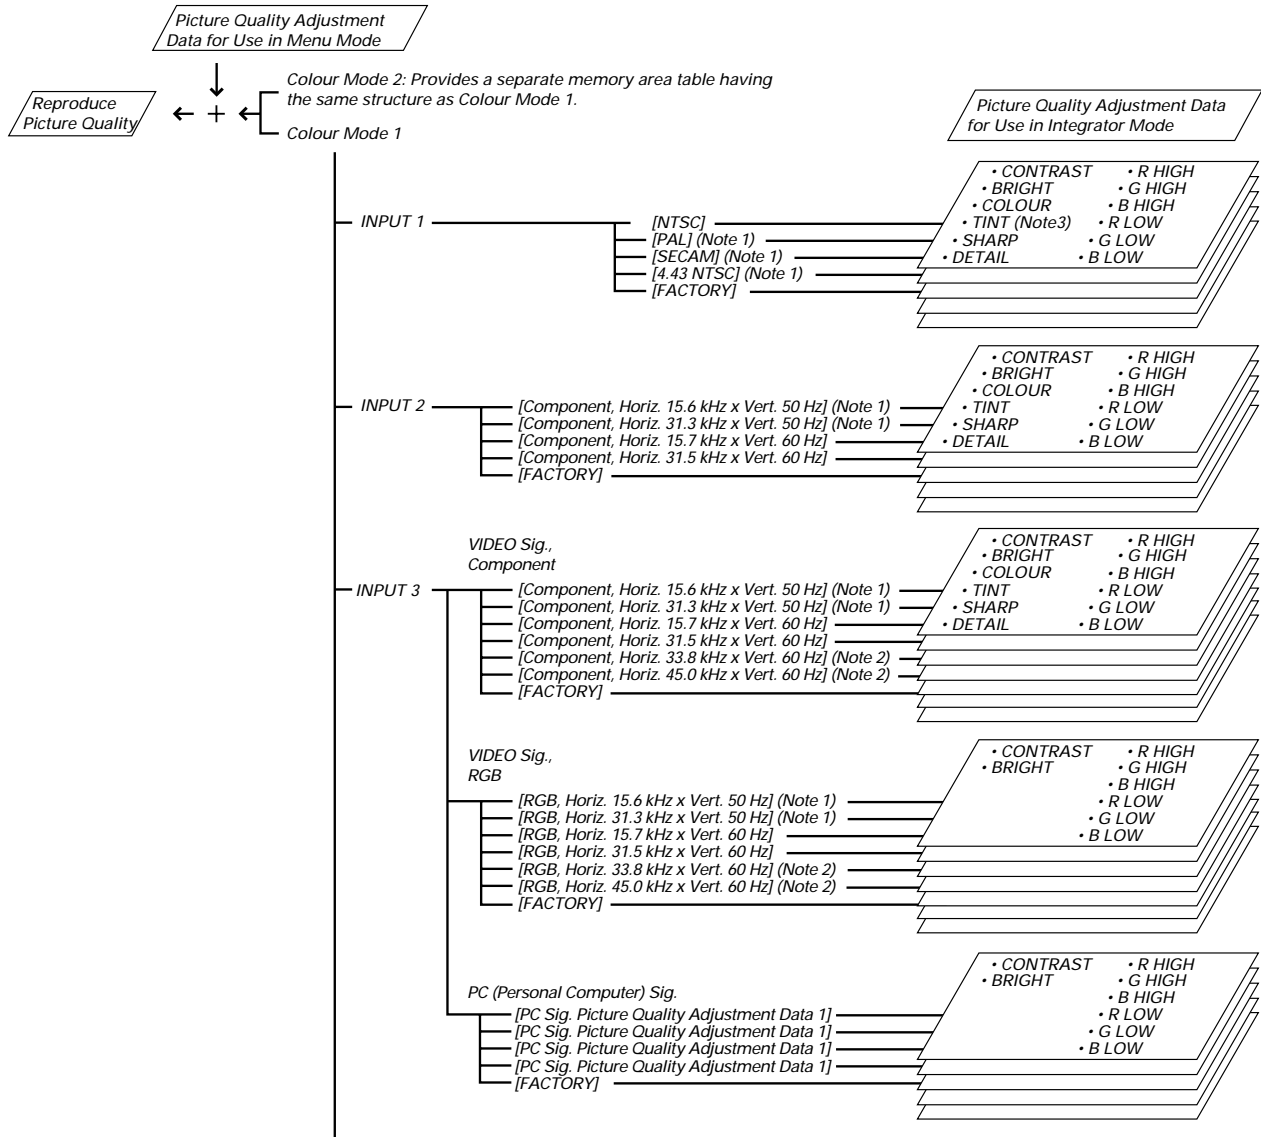 Picture Quality Adjustment
Data for Use in Menu Mode
Colour Mode 2: Provides a separate memory area table having
the same structure as Colour Mode 1.
Reproduce
Picture Quality
+
Colour Mode 1
Picture Quality Adjustment Data
for Use in Integrator Mode
INPUT 1
[NTSC]
[PAL] (Note 1)
[SECAM] (Note 1)
[4.43 NTSC] (Note 1)
[FACTORY]
• CONTRAST • R HIGH
• BRIGHT • G HIGH
• COLOUR • B HIGH
• TINT (Note3) • R LOW
• SHARP • G LOW
• DETAIL • B LOW
INPUT 2
[Component, Horiz. 15.6 kHz x Vert. 50 Hz] (Note 1)
[Component, Horiz. 31.3 kHz x Vert. 50 Hz] (Note 1)
[Component, Horiz. 15.7 kHz x Vert. 60 Hz]
[Component, Horiz. 31.5 kHz x Vert. 60 Hz]
[FACTORY]
• CONTRAST • R HIGH
• BRIGHT • G HIGH
• COLOUR • B HIGH
• TINT • R LOW
• SHARP • G LOW
• DETAIL • B LOW
INPUT 3
VIDEO Sig.,
Component
[Component, Horiz. 15.6 kHz x Vert. 50 Hz] (Note 1)
[Component, Horiz. 31.3 kHz x Vert. 50 Hz] (Note 1)
[Component, Horiz. 15.7 kHz x Vert. 60 Hz]
[Component, Horiz. 31.5 kHz x Vert. 60 Hz]
[Component, Horiz. 33.8 kHz x Vert. 60 Hz] (Note 2)
[Component, Horiz. 45.0 kHz x Vert. 60 Hz] (Note 2)
[FACTORY]
• CONTRAST • R HIGH
• BRIGHT • G HIGH
• COLOUR • B HIGH
• TINT • R LOW
• SHARP • G LOW
• DETAIL • B LOW
VIDEO Sig.,
RGB
[RGB, Horiz. 15.6 kHz x Vert. 50 Hz] (Note 1)
[RGB, Horiz. 31.3 kHz x Vert. 50 Hz] (Note 1)
[RGB, Horiz. 15.7 kHz x Vert. 60 Hz]
[RGB, Horiz. 31.5 kHz x Vert. 60 Hz]
[RGB, Horiz. 33.8 kHz x Vert. 60 Hz] (Note 2)
[RGB, Horiz. 45.0 kHz x Vert. 60 Hz] (Note 2)
[FACTORY]
• CONTRAST • R HIGH
• BRIGHT • G HIGH
• B HIGH
• R LOW
• G LOW
• B LOW
PC (Personal Computer) Sig.
[PC Sig. Picture Quality Adjustment Data 1]
[PC Sig. Picture Quality Adjustment Data 1]
[PC Sig. Picture Quality Adjustment Data 1]
[PC Sig. Picture Quality Adjustment Data 1]
[FACTORY]
• CONTRAST • R HIGH
• BRIGHT • G HIGH
• B HIGH
• R LOW
• G LOW
• B LOW